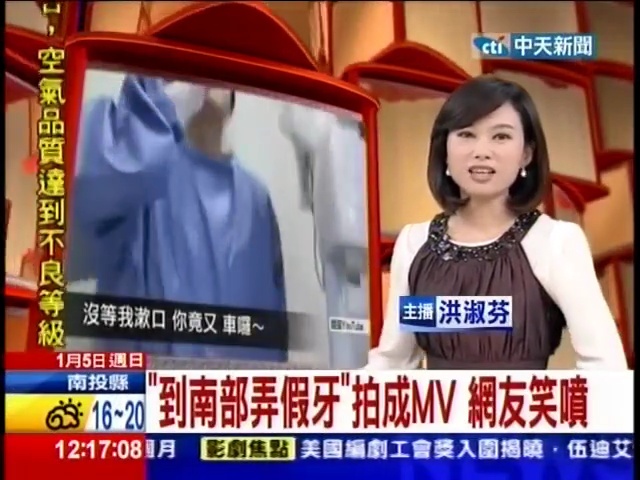 cti 中天新聞
，空氣品質達到不良等級
沒等我漱口 你竟又 車囉～
主播 洪淑芬
1月5日 週日
南投縣
16~20
"到南部弄假牙"拍成MV 網友笑噴
12:17:08
月 影劇焦點 美國編劇工會獎入圍揭曉，伍迪艾